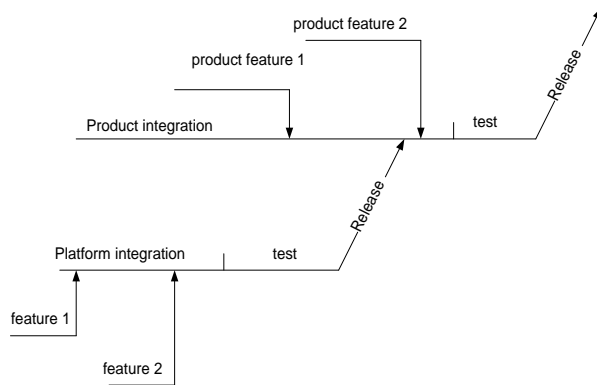 product feature 2
product feature 1
Release
Product integration
test
Release
Platform integration
test
feature 1
feature 2